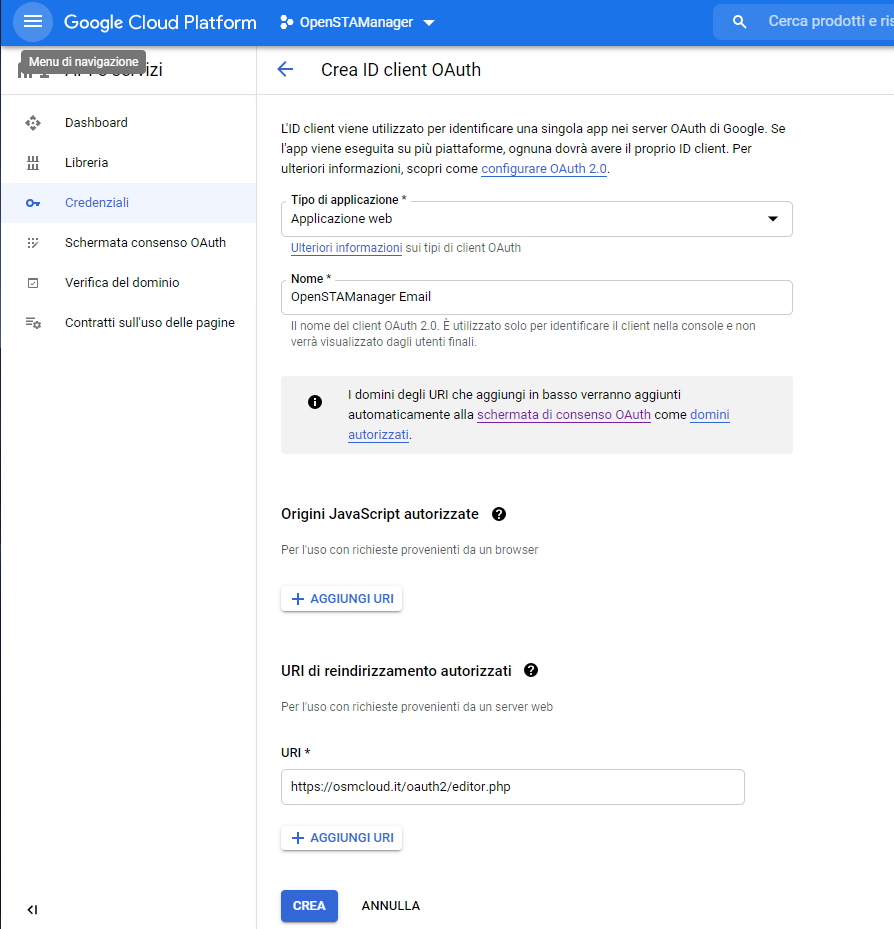 Google Cloud Platform
OpenSTAManager
Cerca prodotti e
Menu di navigazione
Crea ID client OAuth
Dashboard
Libreria
Credenziali
Schermata consenso OAuth
Verifica del dominio
Contratti sull'uso delle pagine
L'ID client viene utilizzato per identificare una singola app nei server OAuth di Google. Se
l'app viene eseguita su più piattaforme, ognuna dovrà avere il proprio ID client. Per
ulteriori informazioni, scopri come configurare OAuth 2.0.
Tipo di applicazione *
Applicazione web
Ulteriori informazioni sui tipi di client OAuth
Nome *
OpenSTAManager Email
Il nome del client OAuth 2.0. È utilizzato solo per identificare il client nella console e non
verrà visualizzato dagli utenti finali.
I domini degli URI che aggiungi in basso verranno aggiunti
automaticamente alla schermata di consenso OAuth come domini
autorizzati.
Origini JavaScript autorizzate
Per l'uso con richieste provenienti da un browser
AGGIUNGI URI
URI di reindirizzamento autorizzati
Per l'uso con richieste provenienti da un server web
URI *
https://osmcloud.it/oauth2/editor.php
AGGIUNGI URI
CREA
ANNULLA